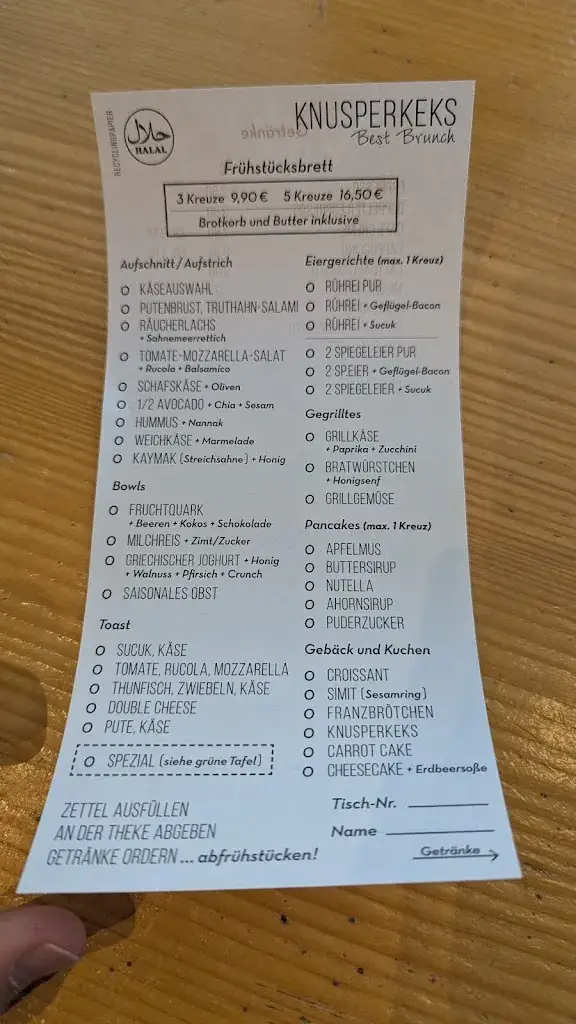 RECYCLINGPAPIER
حلال
HALAL
KNUSPERKEKS
Best Brunch
Getränke
Frühstücksbrett
3 Kreuze 9,90 € 5 Kreuze 16,50 €
Brotkorb und Butter inklusive
Aufschnitt / Aufstrich
O KÄSEAUSWAHL
O PUTENBRUST, TRUTHAHN-SALAMI
O RÄUCHERLACHS
+ Sahnemeerrettich
O TOMATE-MOZZARELLA-SALAT
+ Rucola + Balsamico
O SCHAFSKÄSE + Oliven
O 1/2 AVOCADO + Chia + Sesam
O HUMMUS + Nannak
O WEICHKÄSE + Marmelade
O KAYMAK (Streichsahne) + Honig
Bowls
O FRUCHTQUARK
+ Beeren + Kokos + Schokolade
O MILCHREIS + Zimt/Zucker
O GRIECHISCHER JOGHURT + Honig
+ Walnuss + Pfirsich + Crunch
O SAISONALES OBST
Toast
O SUCUK, KÄSE
O TOMATE, RUCOLA, MOZZARELLA
O THUNFISCH, ZWIEBELN, KÄSE
O DOUBLE CHEESE
O PUTE, KÄSE
O SPEZIAL (siehe grüne Tafel)
ZETTEL AUSFÜLLEN
AN DER THEKE ABGEBEN
GETRÄNKE ORDERN ... abfrühstücken!
Eiergerichte (max. 1 Kreuz)
O RÜHREI PUR
O RÜHREI + Geflügel-Bacon
O RÜHREI + Sucuk
O 2 SPIEGELEIER PUR
O 2 SP.EIER + Geflügel-Bacon
O 2 SPIEGELEIER + Sucuk
Gegrilltes
O GRILLKÄSE
+ Paprika + Zucchini
O BRATWÜRSTCHEN
+ Honigsenf
O GRILLGEMÜSE
Pancakes (max. 1 Kreuz)
O APFELMUS
O BUTTERSIRUP
O NUTELLA
O AHORNSIRUP
O PUDERZUCKER
Gebäck und Kuchen
O CROISSANT
O SIMIT (Sesamring)
O FRANZBRÖTCHEN
O KNUSPERKEKS
O CARROT CAKE
O CHEESECAKE + Erdbeersoße
Tisch-Nr.
Name
Getränke